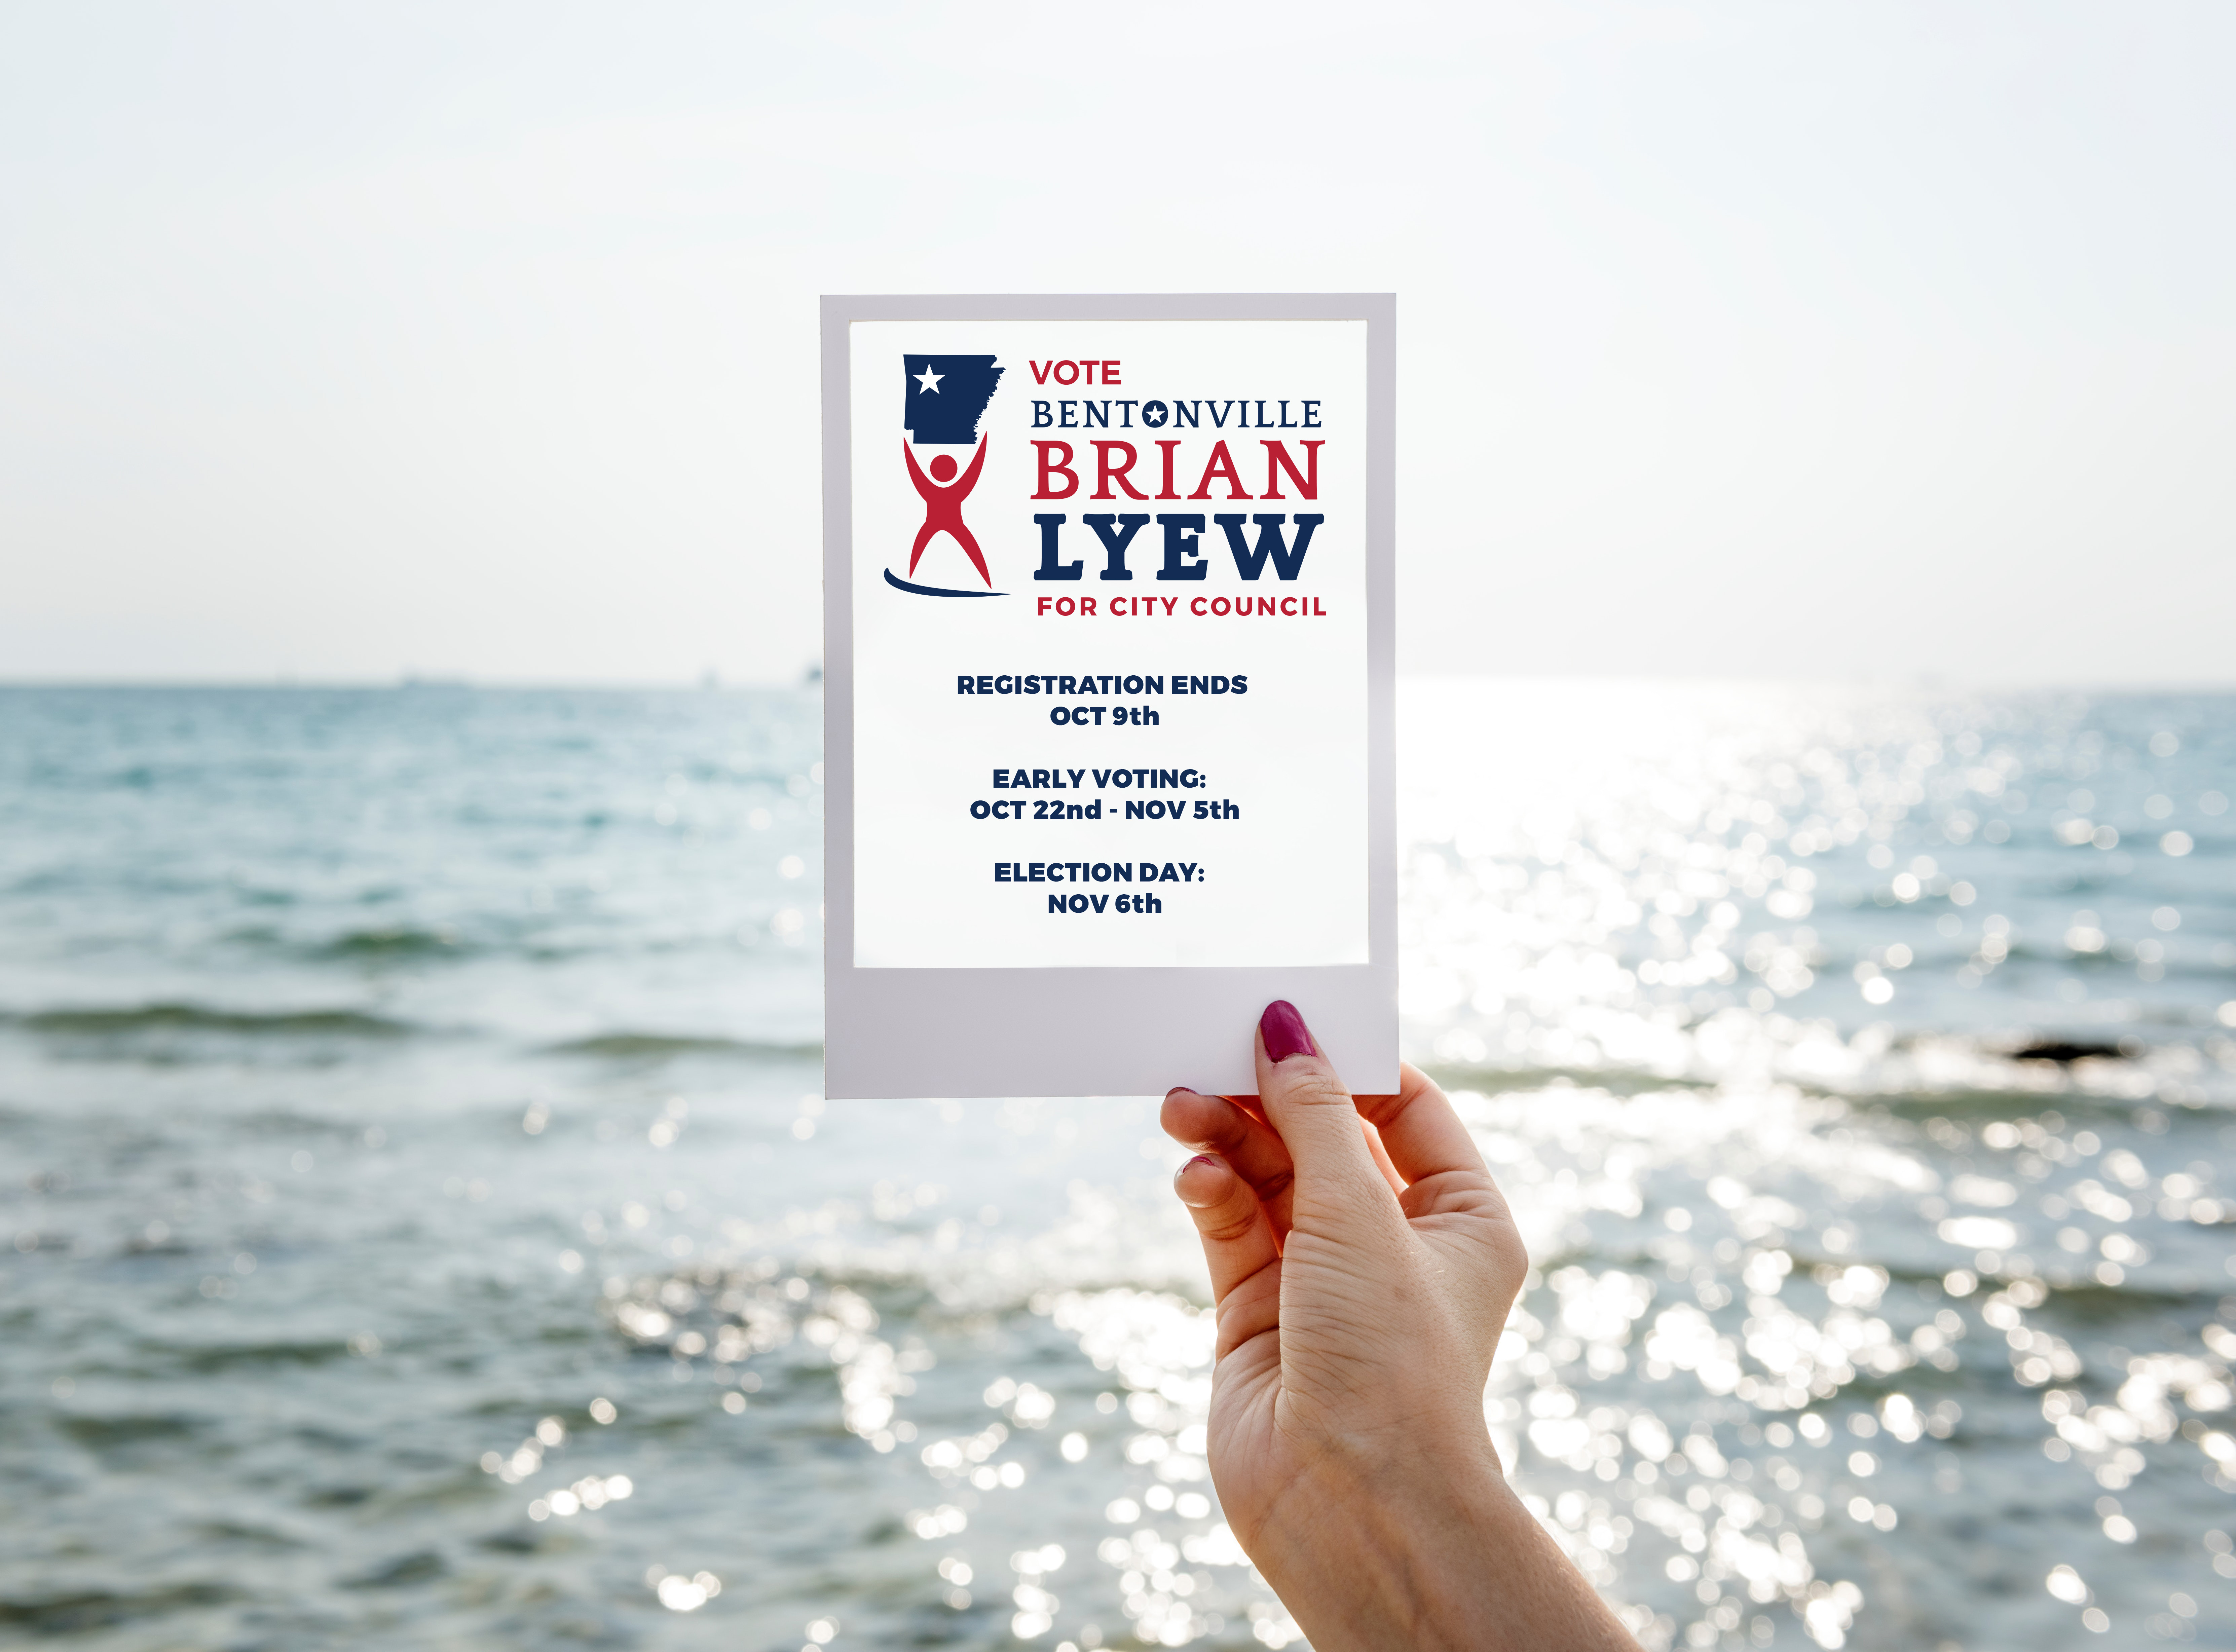 VOTE
BENTONVILLE
BRIAN
LYEW
FOR CITY COUNCIL
REGISTRATION ENDS
OCT 9th
EARLY VOTING:
OCT 22nd - NOV 5th
ELECTION DAY:
NOV 6th